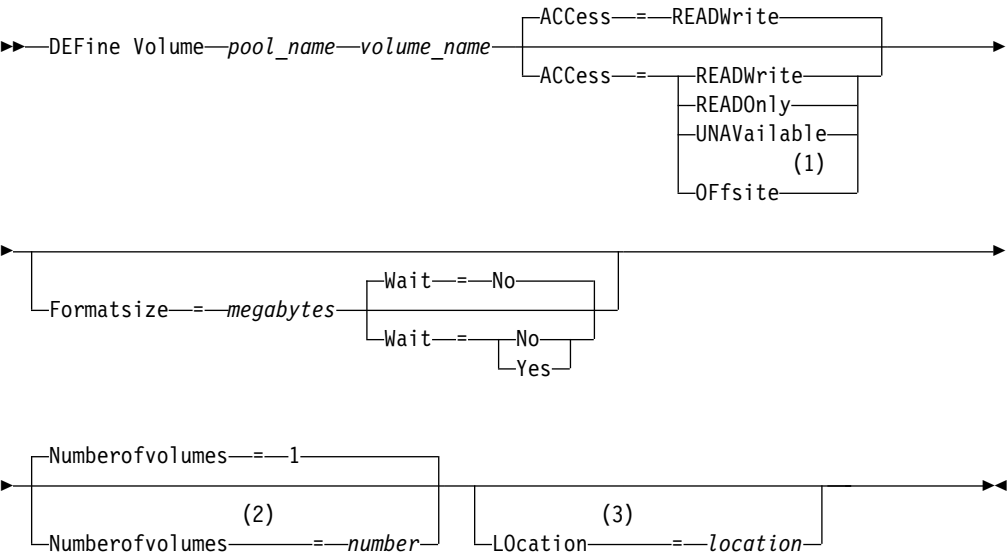 ACCess = READWrite
DEFine Volume pool_name volume_name
ACCess = READWrite
READOnly
UNAVailable
(1)
OFfsite
Wait = No
Formatsize = megabytes
Wait = No
Yes
Numberofvolumes = 1
(2) (3)
Numberofvolumes = number LOcation = location